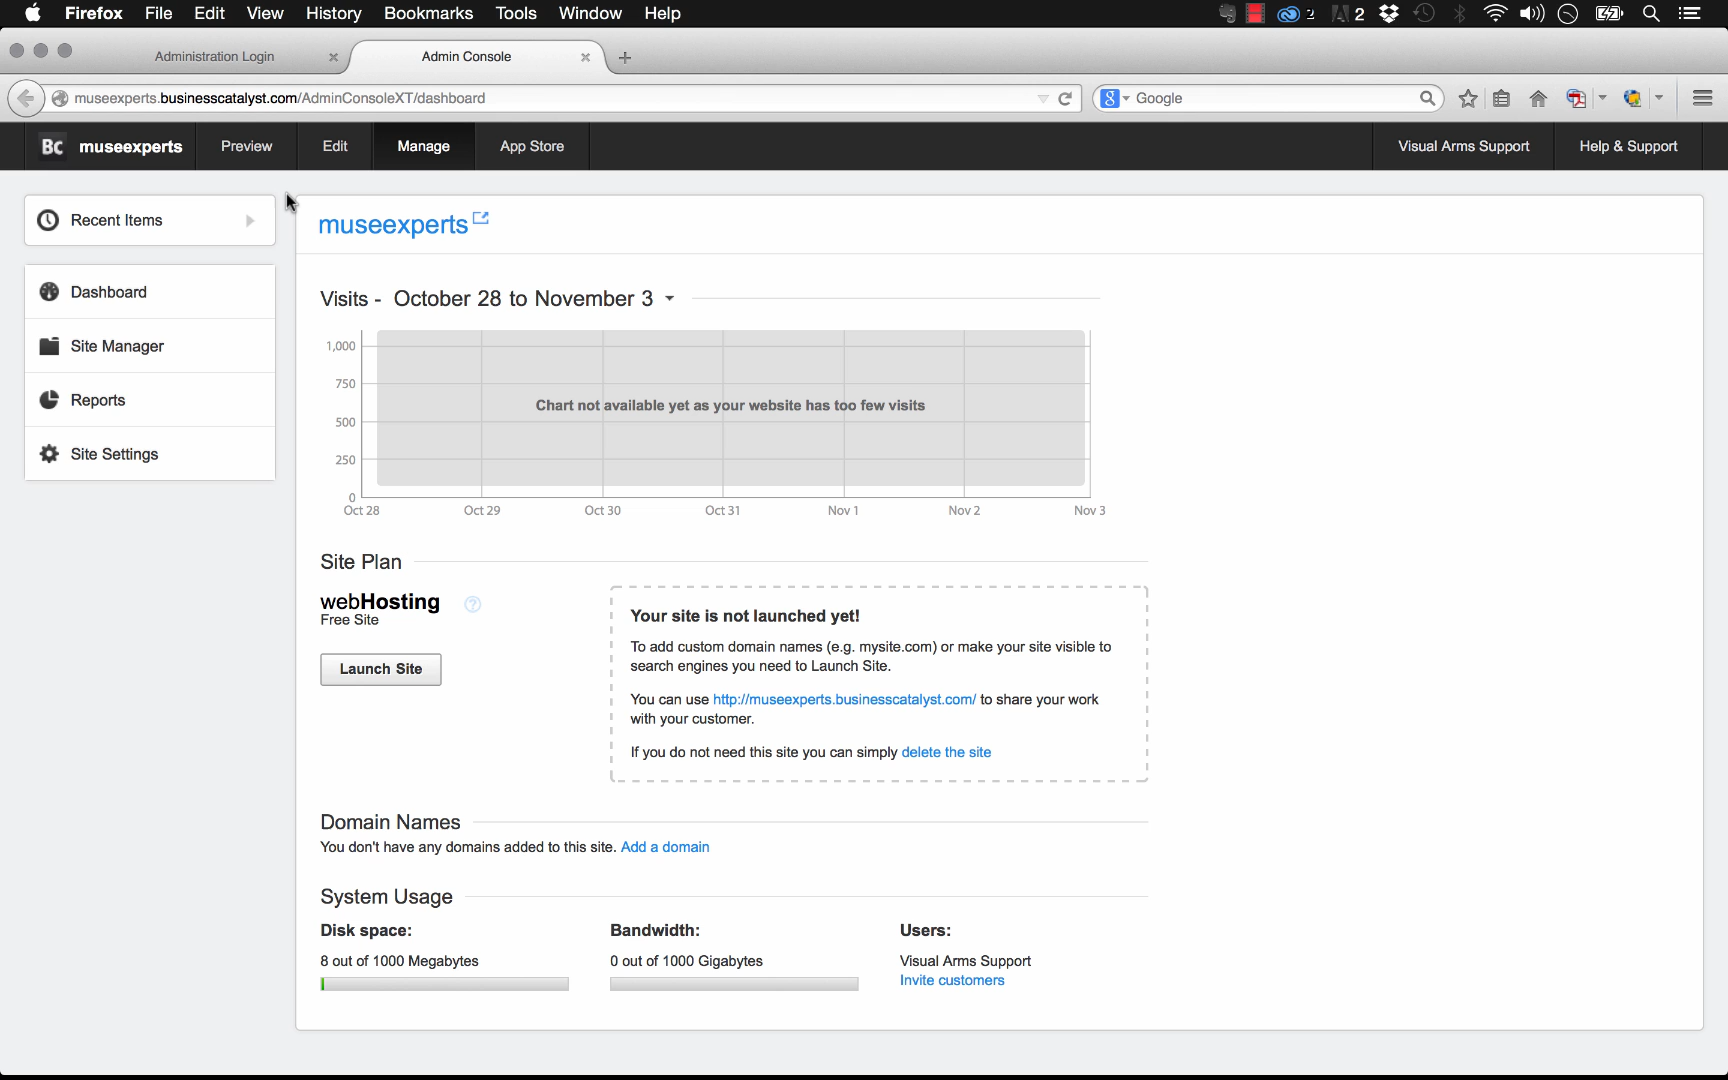 Firefox File Edit View History Bookmarks Tools Window Help 2 2
Administration Login Admin Console
museexperts.businesscatalyst.com/AdminConsoleXT/dashboard Google
Bc museexperts Preview Edit Manage App Store Visual Arms Support Help & Support
Recent Items
Dashboard
Site Manager
Reports
Site Settings
museexperts
Visits - October 28 to November 3
1,000
750
500
250
0
Chart not available yet as your website has too few visits
Oct 28 Oct 29 Oct 30 Oct 31 Nov 1 Nov 2 Nov 3
Site Plan
webHosting
Free Site
Launch Site
Your site is not launched yet!
To add custom domain names (e.g. mysite.com) or make your site visible to
search engines you need to Launch Site.
You can use http://museexperts.businesscatalyst.com/ to share your work
with your customer.
If you do not need this site you can simply delete the site
Domain Names
You don't have any domains added to this site. Add a domain
System Usage
Disk space: Bandwidth: Users:
8 out of 1000 Megabytes 0 out of 1000 Gigabytes Visual Arms Support
Invite customers